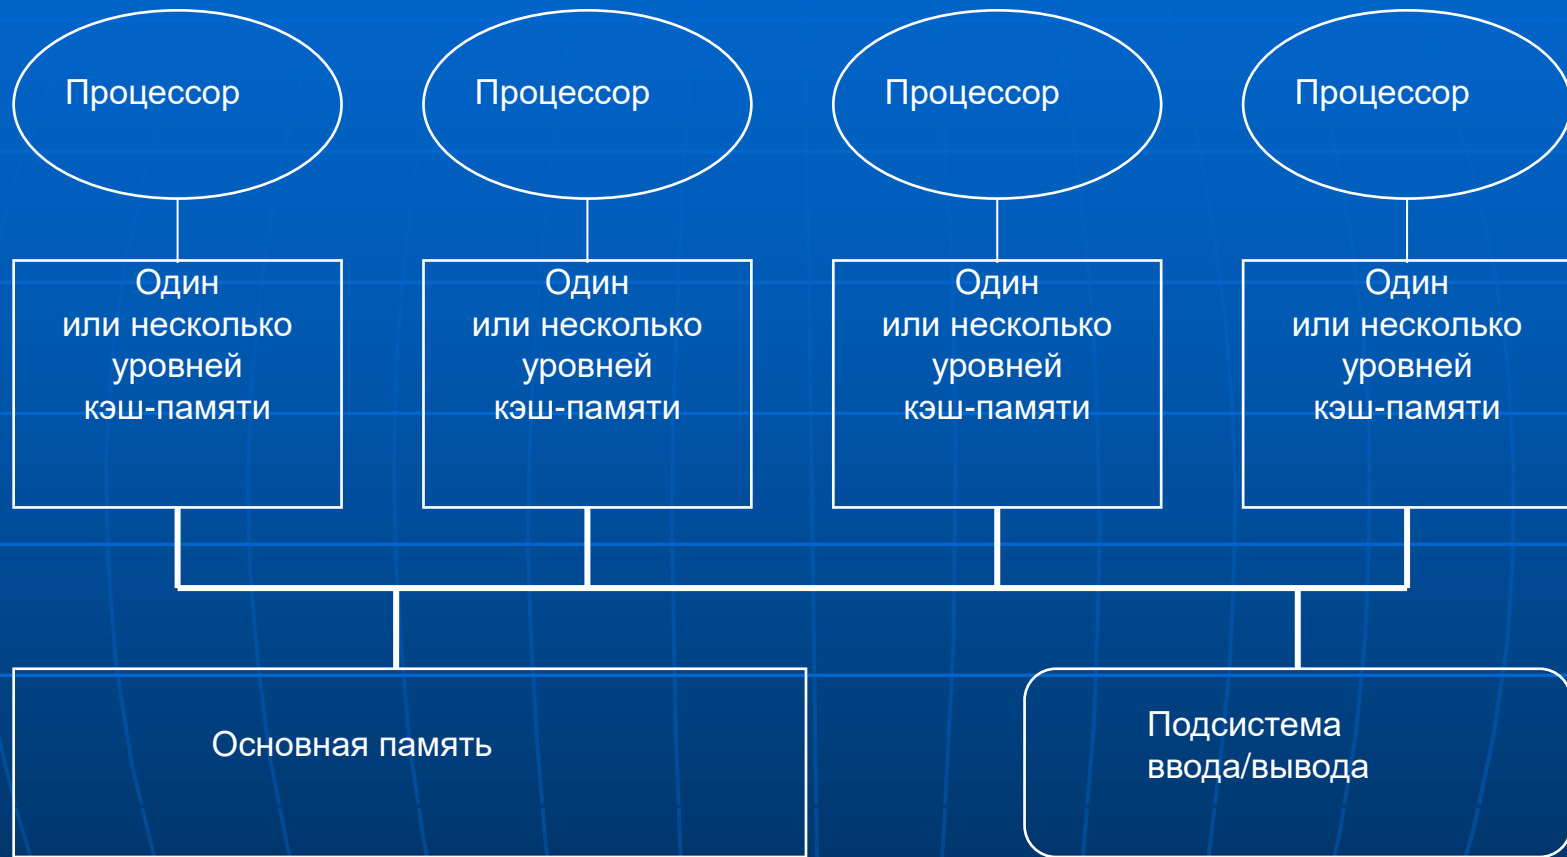 Процессор
Процессор
Процессор
Процессор
Один
или несколько
уровней
кэш-памяти
Один
или несколько
уровней
кэш-памяти
Один
или несколько
уровней
кэш-памяти
Один
или несколько
уровней
кэш-памяти
Основная память
Подсистема
ввода/вывода